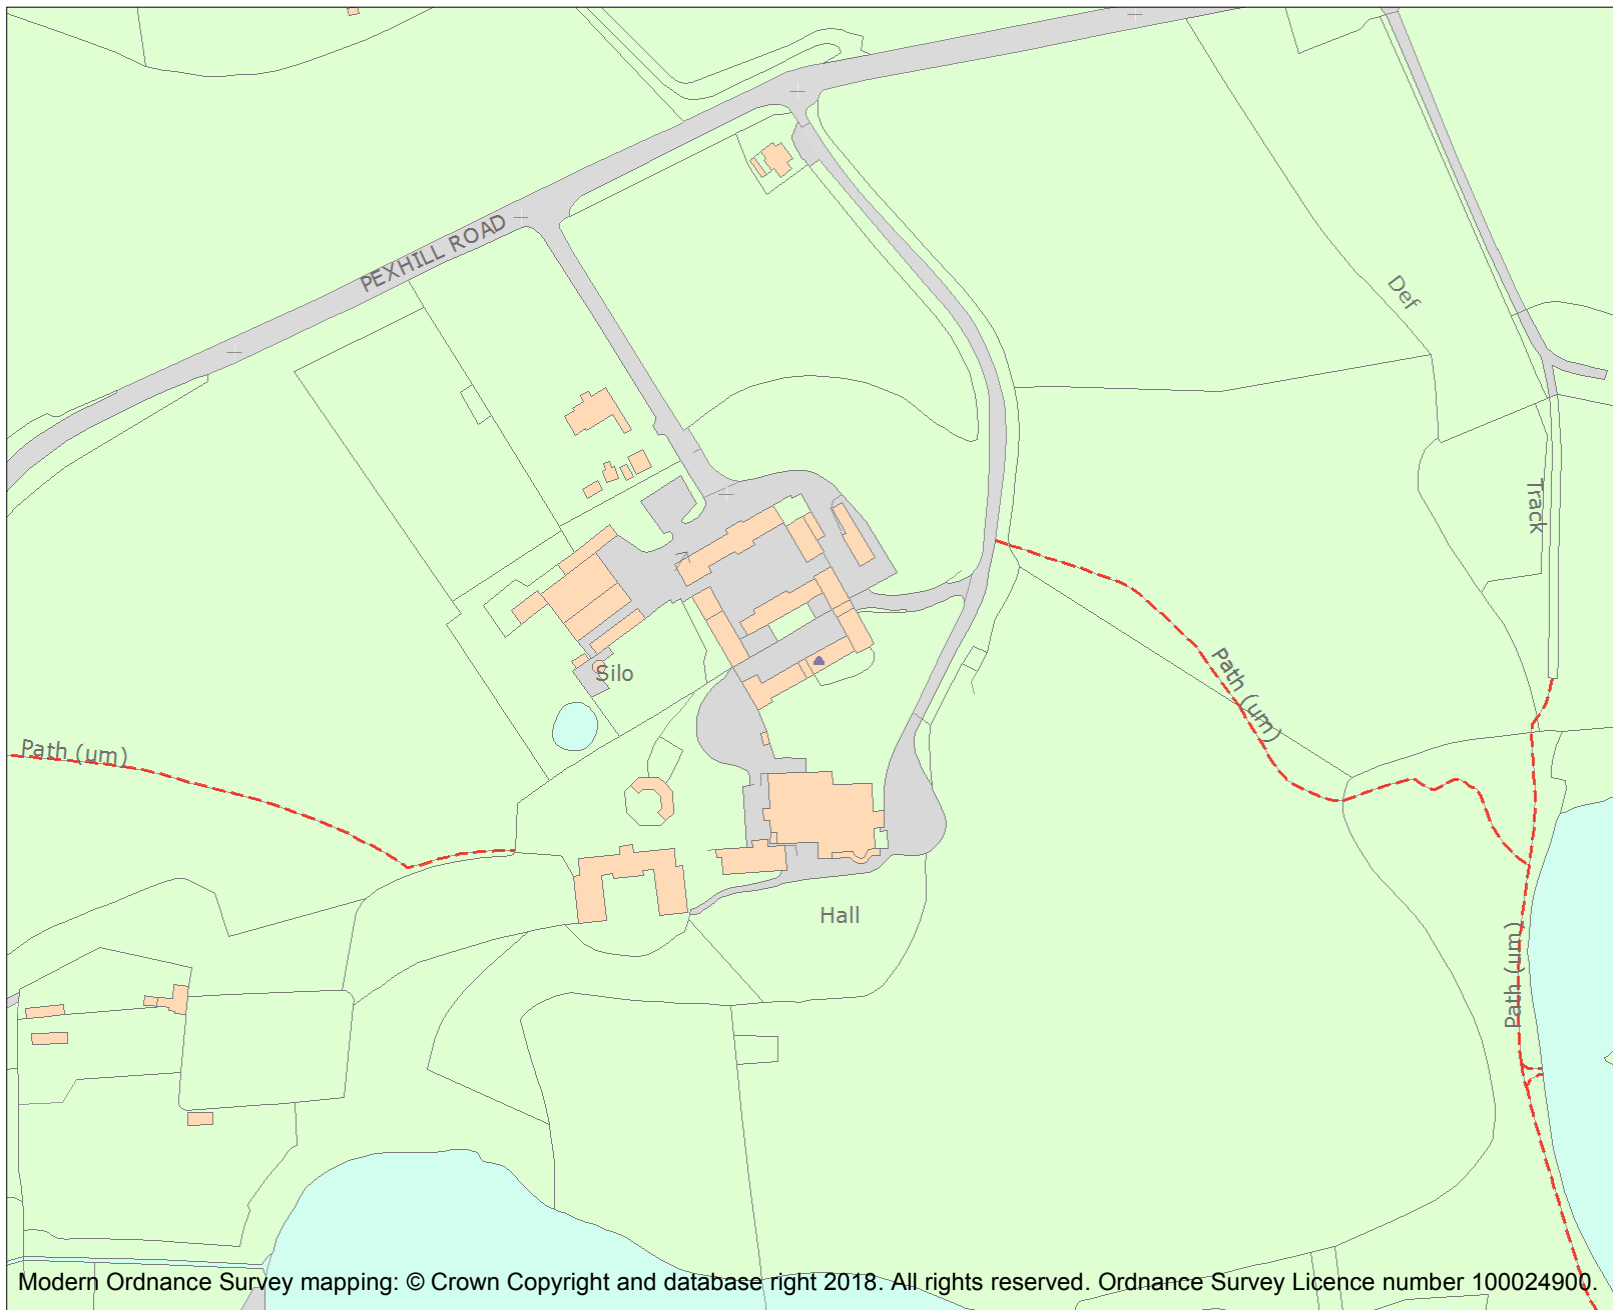 PEXHILL ROAD
Def
Track
Path (um)
Silo
Path (um)
Hall
Path (um)
Modern Ordnance Survey mapping: © Crown Copyright and database right 2018. All rights reserved. Ordnance Survey Licence number 100024900.